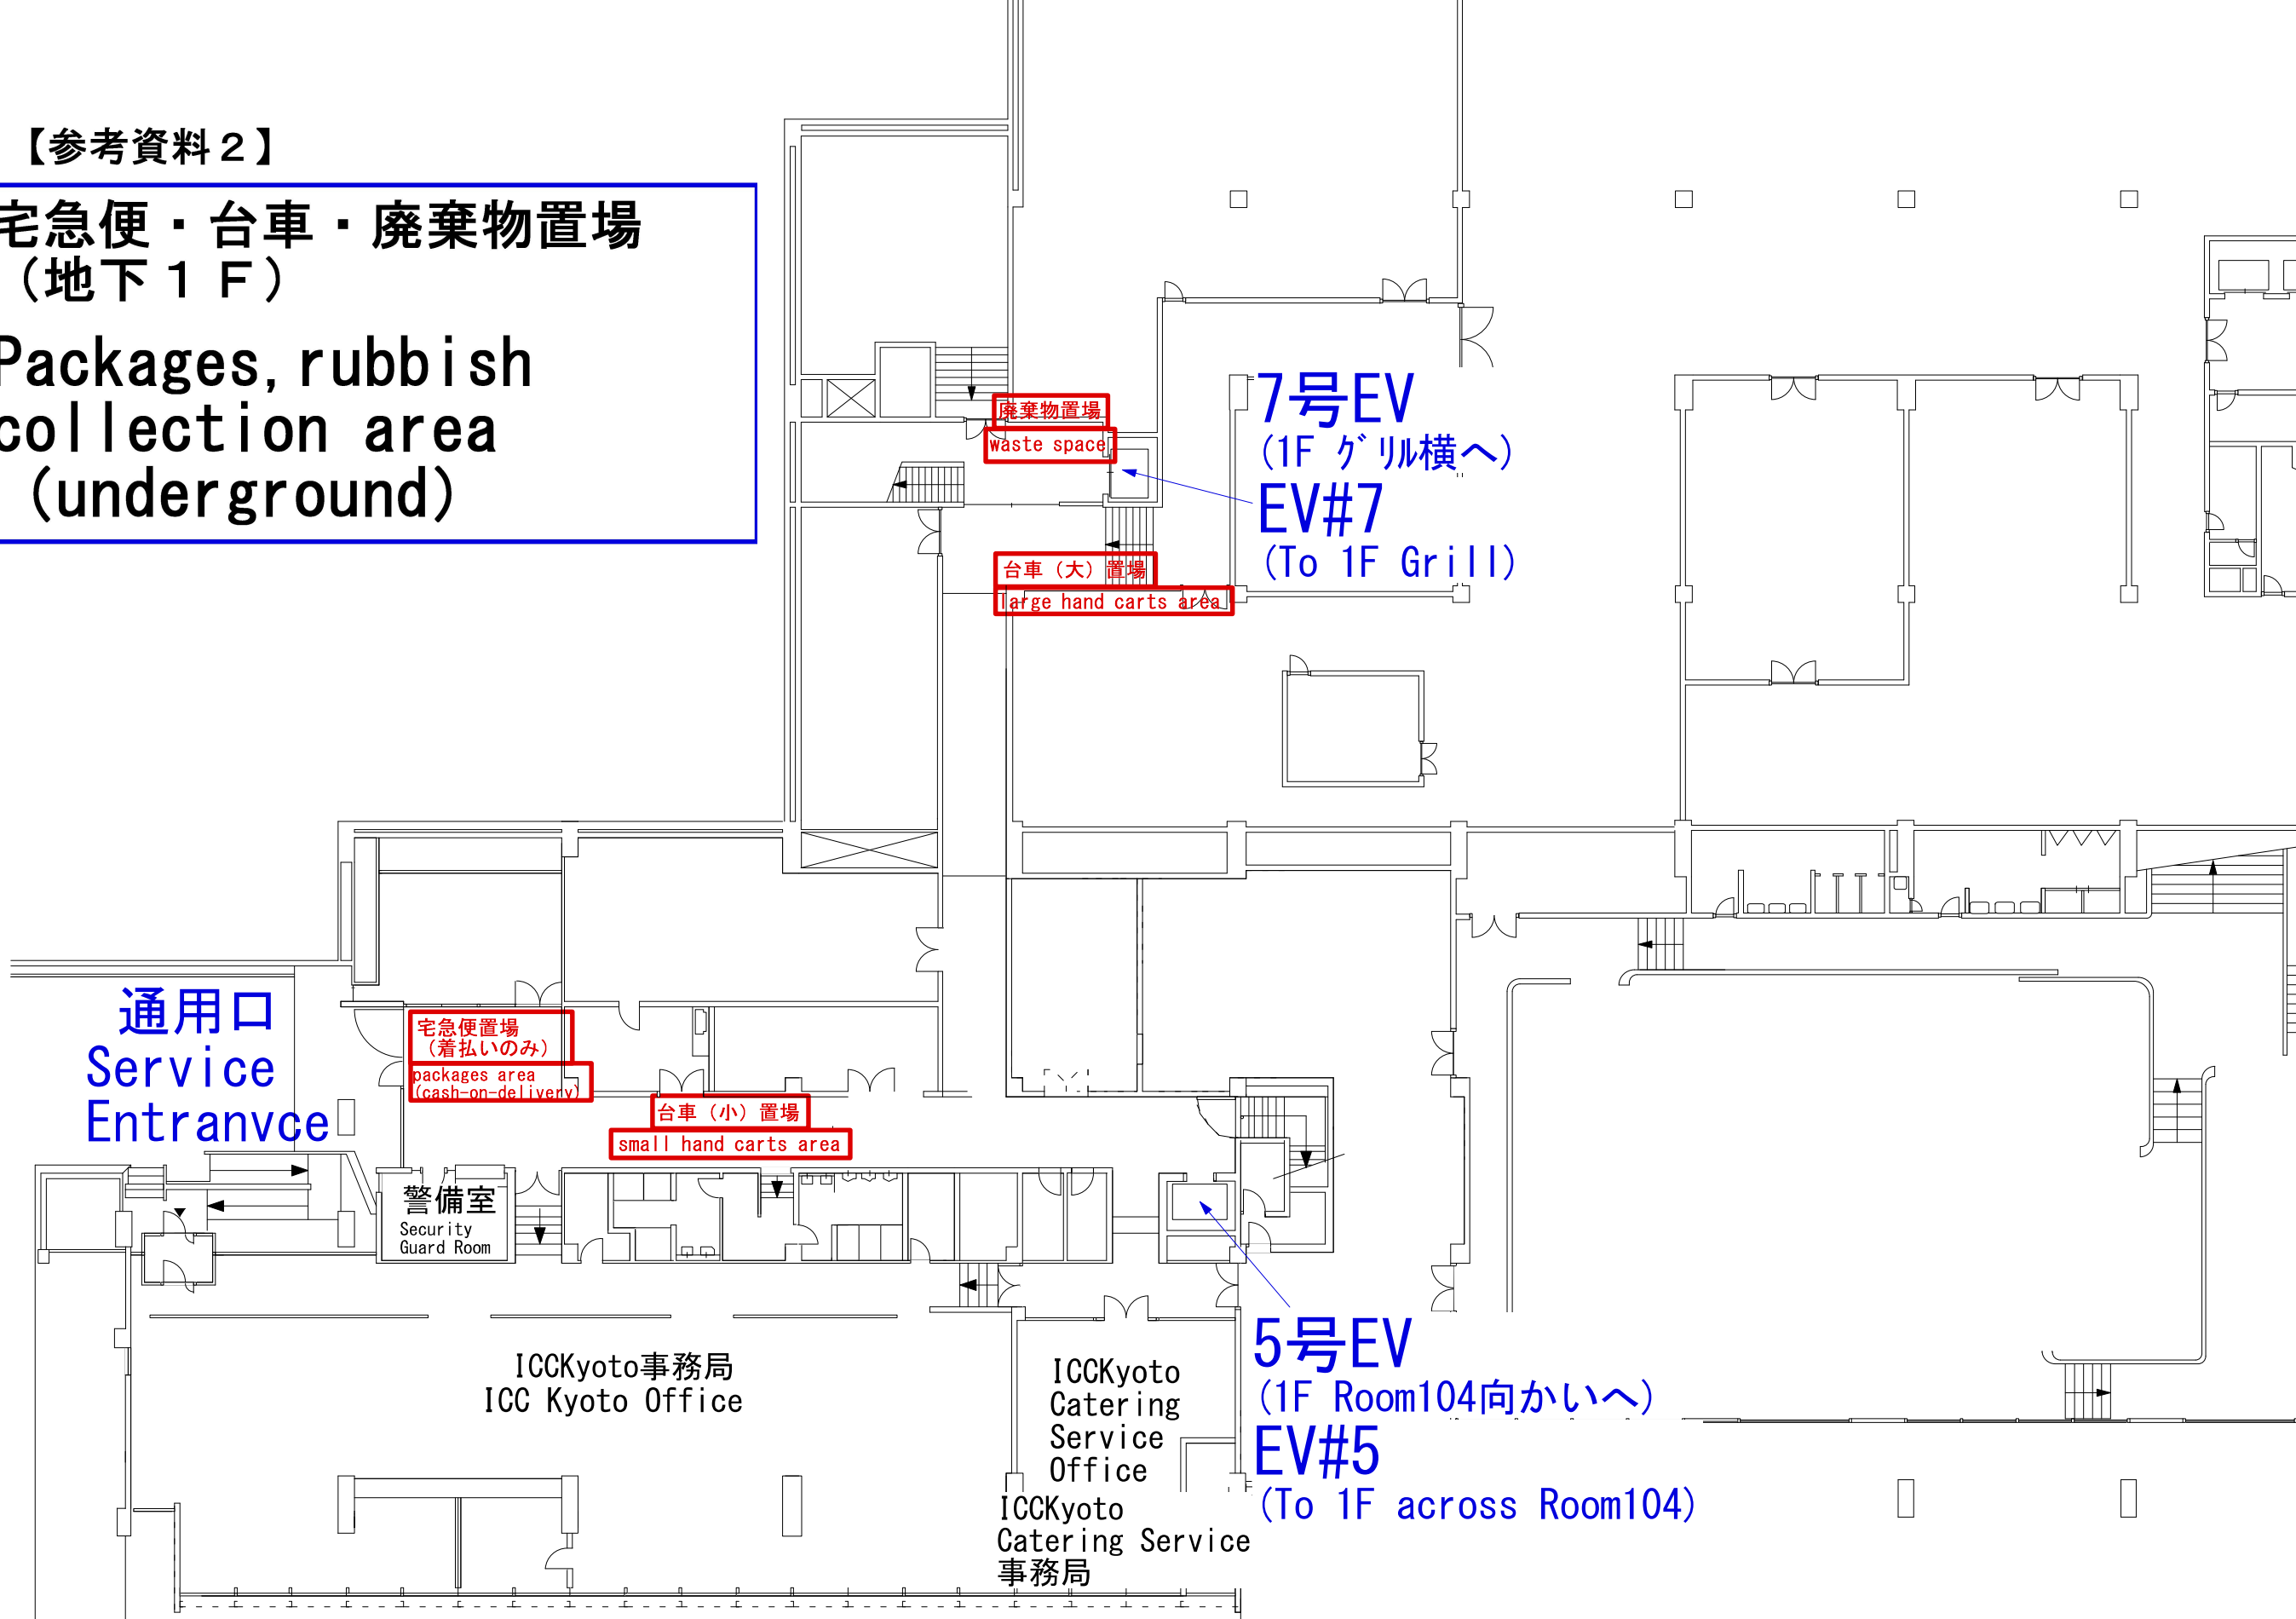 【参考資料２】
宅急便・台車・廃棄物置場
（地下１Ｆ）
Packages,rubbish
collection area
(underground)
廃棄物置場
waste space
7号EV
(1F ｸﾞﾘﾙ横へ)
EV#7
(To 1F Grill)
台車（大）置場
large hand carts area
通用口
Service
Entranvce
宅急便置場
（着払いのみ）
packages area
(cash-on-delivery)
台車（小）置場
small hand carts area
警備室
Security
Guard Room
ICCKyoto事務局
ICC Kyoto Office
ICCKyoto
Catering
Service
Office
ICCKyoto
Catering Service
事務局
5号EV
(1F Room104向かいへ)
EV#5
(To 1F across Room104)